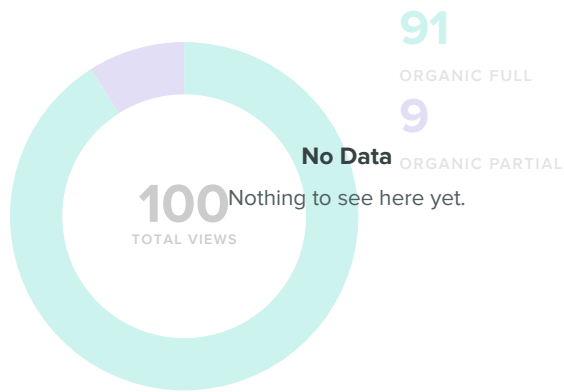 91
ORGANIC FULL
9
ORGANIC PARTIAL
No Data
Nothing to see here yet.
100
TOTAL VIEWS